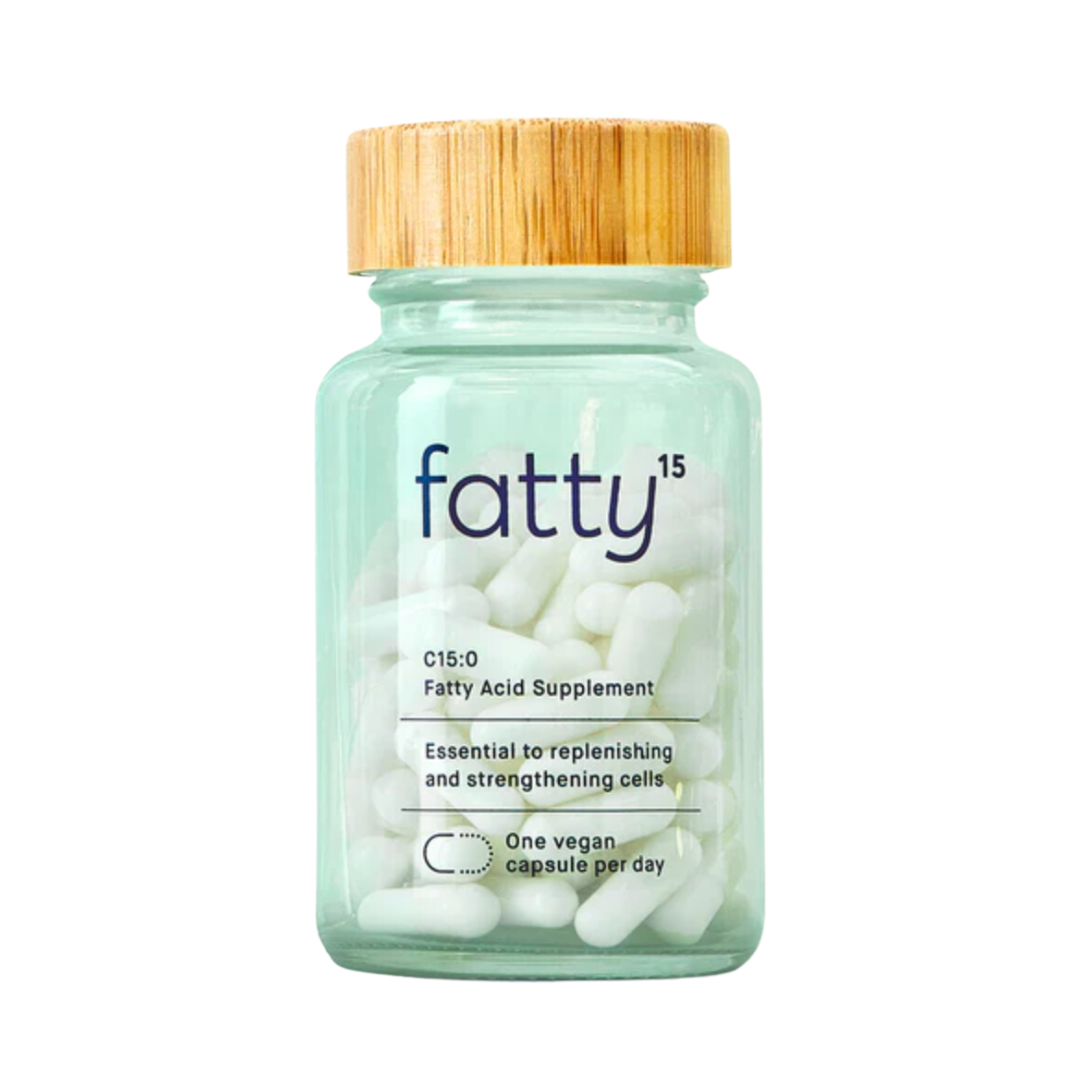 fatty15
C15:0
Fatty Acid Supplement
Essential to replenishing
and strengthening cells
One vegan
capsule per day